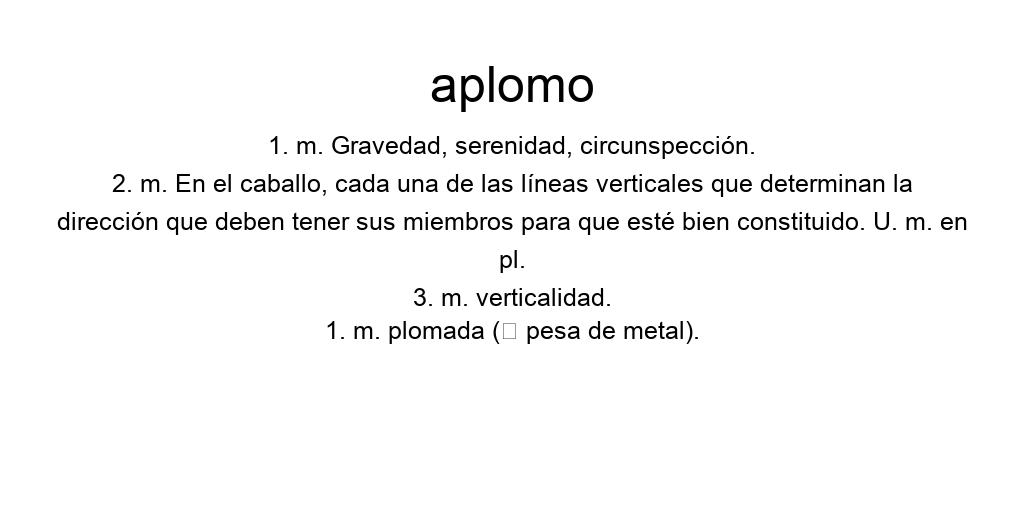 aplomo
1. m. Gravedad, serenidad, circunspección.
2. m. En el caballo, cada una de las líneas verticales que determinan la
dirección que deben tener sus miembros para que esté bien constituido. U. m. en
pl.
3. m. verticalidad.
1. m. plomada (□ pesa de metal).